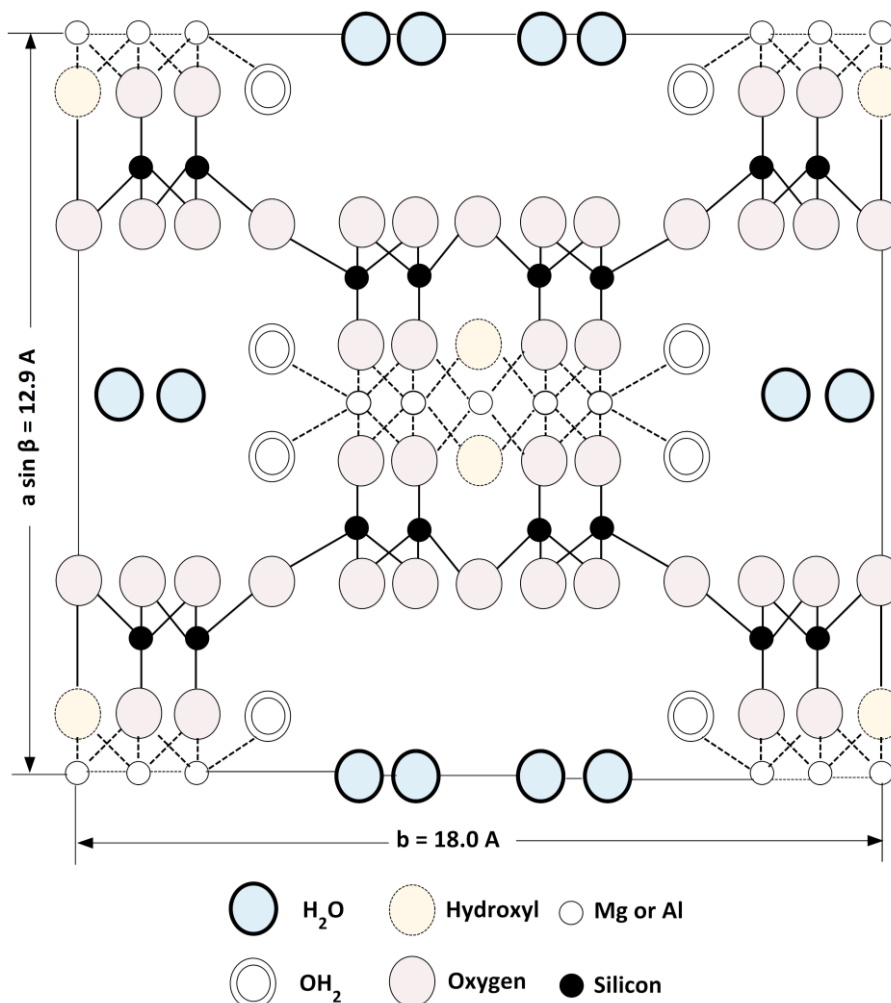 a sin β = 12.9 A
b = 18.0 A
H₂O
Hydroxyl
Mg or Al
OH₂
Oxygen
Silicon